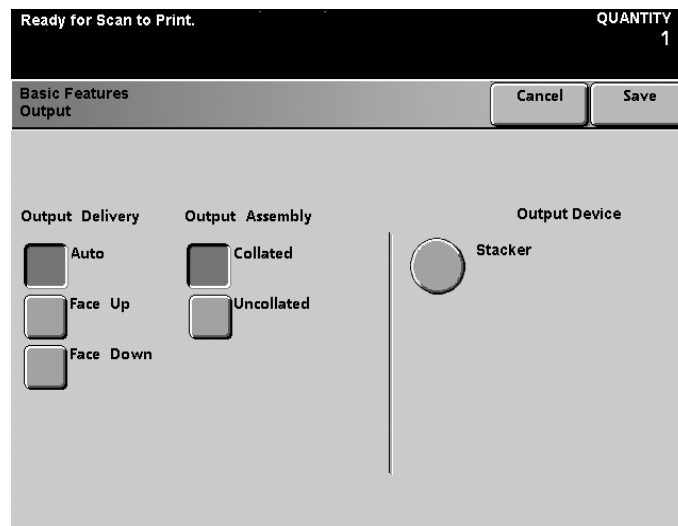 Ready for Scan to Print.
QUANTITY
1
Basic Features
Output
Cancel
Save
Output Delivery
Auto
Face Up
Face Down
Output Assembly
Collated
Uncollated
Output Device
Stacker